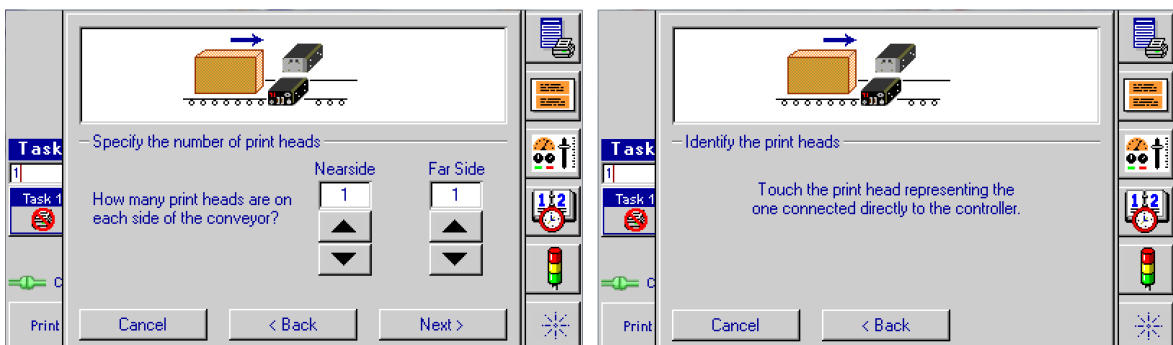 Specify the number of print heads
Nearside
Far Side
How many print heads are on
each side of the conveyor?
1
1
Task
1
Task 1
C
Print
Cancel
< Back
Next >
1 2
Identify the print heads
Touch the print head representing the
one connected directly to the controller.
Task
1
Task 1
C
Print
Cancel
< Back
1 2